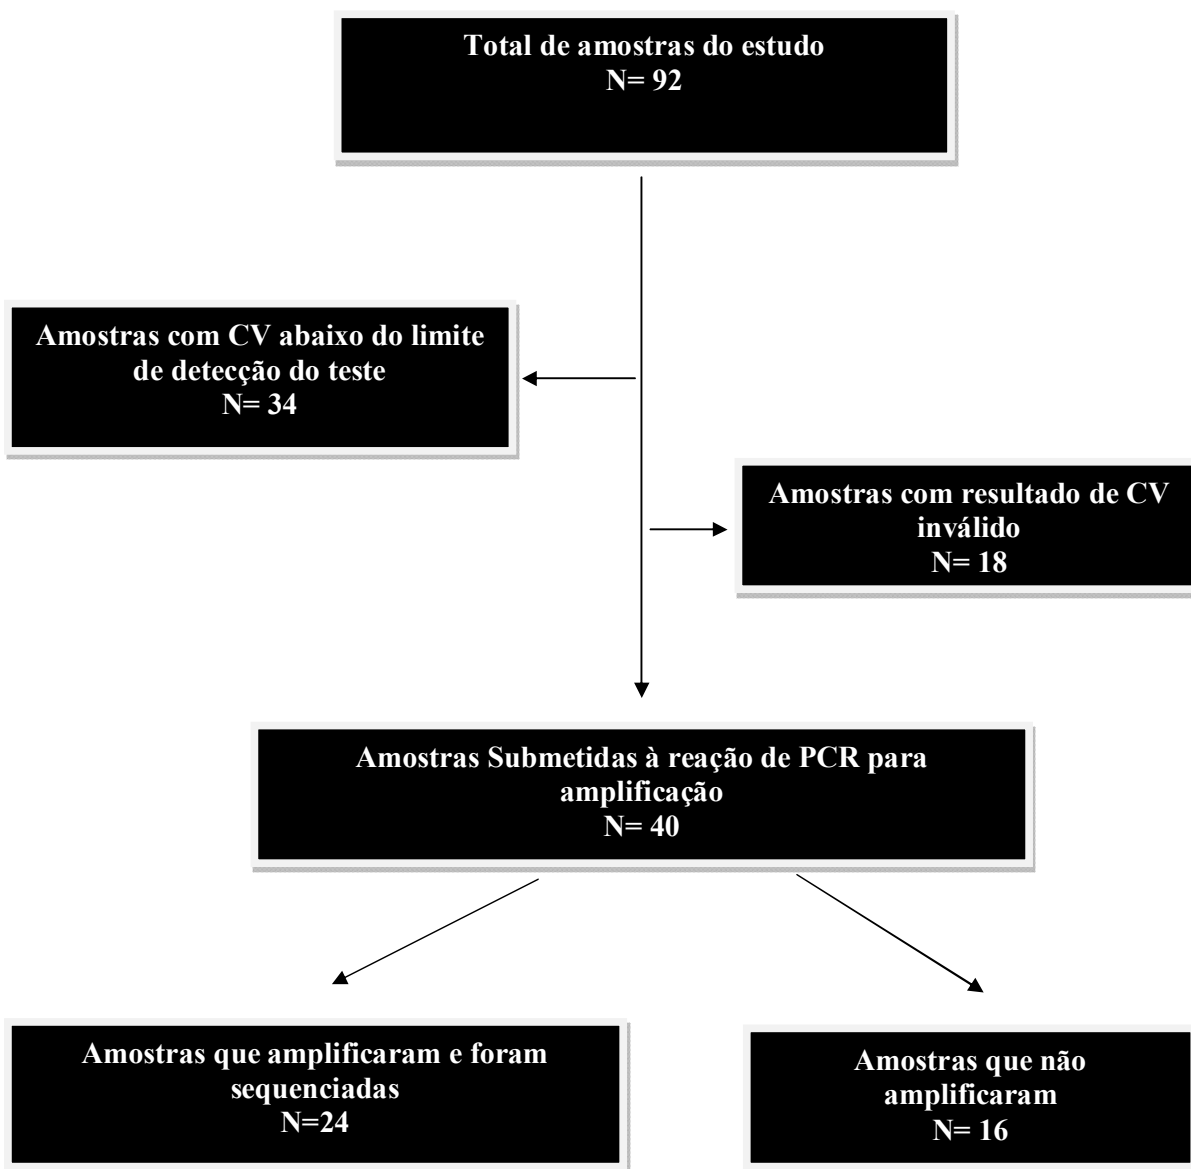 Total de amostras do estudo
N= 92
Amostras com CV abaixo do limite
de detecção do teste
N= 34
Amostras com resultado de CV
inválido
N= 18
Amostras Submetidas à reação de PCR para
amplificação
N= 40
Amostras que amplificaram e foram
sequenciadas
N=24
Amostras que não
amplificaram
N= 16